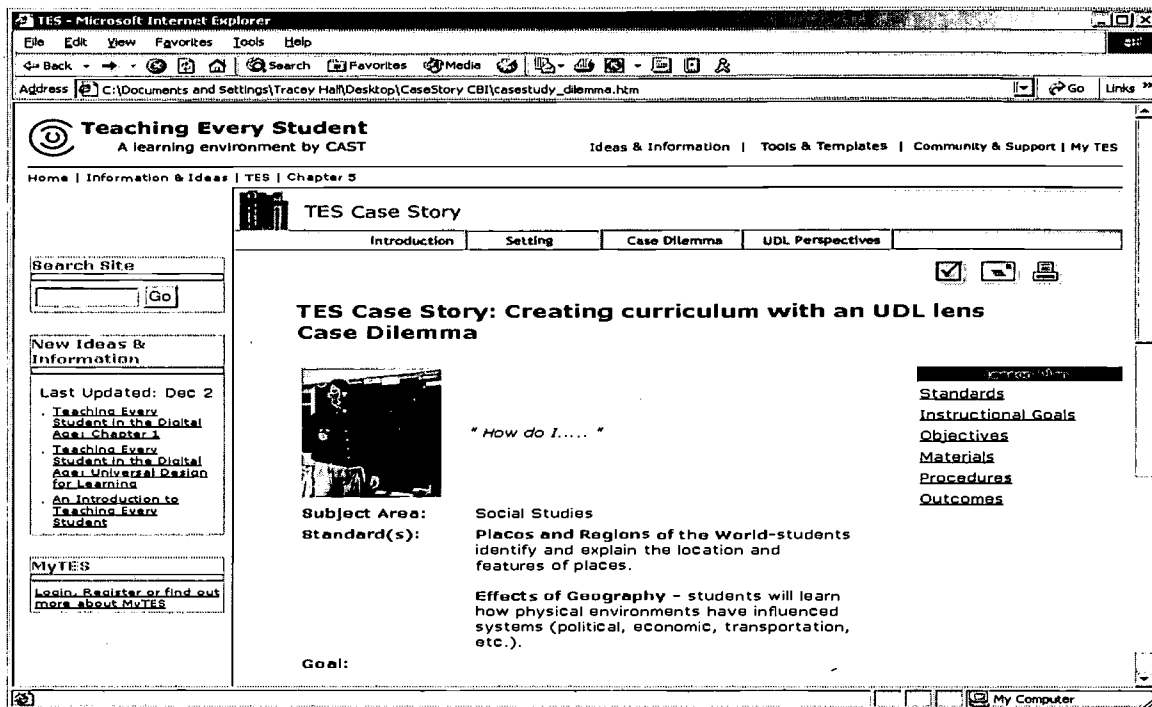 TES - Microsoft Internet Explorer
File Edit View Favorites Tools Help
Back Search Favorites Media
Address C:\Documents and Settings\Tracey Hall\Desktop\CaseStory CBI\casestudy_dilemma.htm Go Links »
Teaching Every Student
A learning environment by CAST
Ideas & Information | Tools & Templates | Community & Support | My TES
Home | Information & Ideas | TES | Chapter 5
TES Case Story
Introduction Setting Case Dilemma UDL Perspectives
Search Site
Go
New Ideas &
Information
Last Updated: Dec 2
Teaching Every
Student in the Digital
Age: Chapter 1
Teaching Every
Student in the Digital
Age: Universal Design
for Learning
An Introduction to
Teaching Every
Student
MyTES
Login, Register or find out
more about MyTES
TES Case Story: Creating curriculum with an UDL lens
Case Dilemma
" How do I..... "
Standards
Instructional Goals
Objectives
Materials
Procedures
Outcomes
Subject Area: Social Studies
Standard(s): Places and Regions of the World-students
identify and explain the location and
features of places.
Effects of Geography - students will learn
how physical environments have influenced
systems (political, economic, transportation,
etc.).
Goal:
My Computer